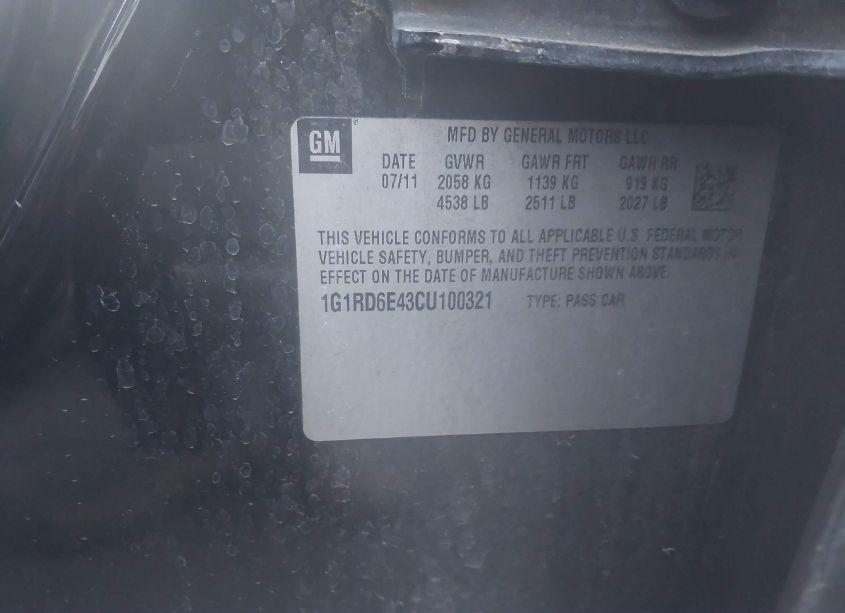 GM
MFD BY GENERAL MOTORS LLC
DATE GVWR GAWR FRT GAWR RR
07/11 2058 KG 1139 KG 919 KG
4538 LB 2511 LB 2027 LB
THIS VEHICLE CONFORMS TO ALL APPLICABLE U.S. FEDERAL MOTOR
VEHICLE SAFETY, BUMPER, AND THEFT PREVENTION STANDARDS IN
EFFECT ON THE DATE OF MANUFACTURE SHOWN ABOVE.
1G1RD6E43CU100321 TYPE: PASS CAR